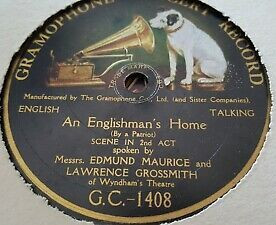 GRAMOPHONE RECORD.
Manufactured by The Gramophone Co., Ltd. (and Sister Companies).
ENGLISH TALKING
An Englishman's Home
(By a Patriot)
SCENE IN 2nd ACT
spoken by
Messrs. EDMUND MAURICE and
LAWRENCE GROSSMITH
of Wyndham's Theatre
G.C.-1408